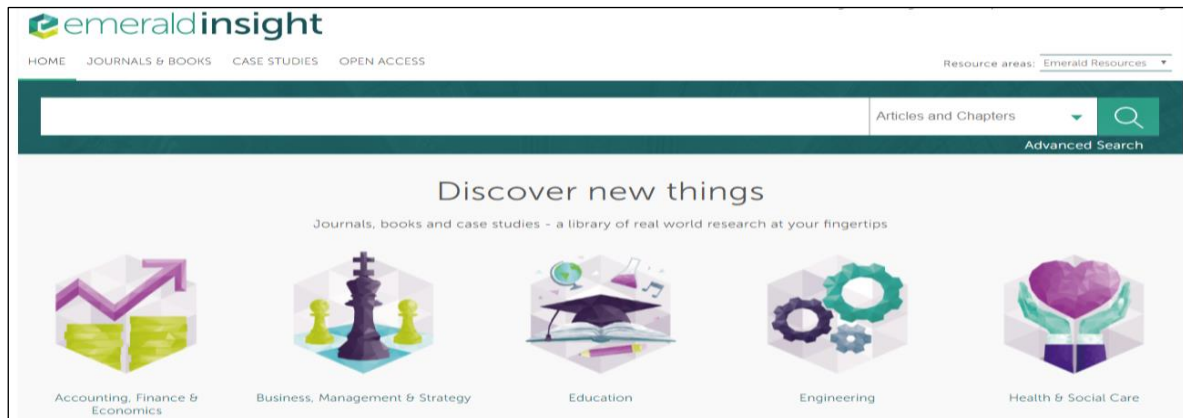 emeraldinsight
HOME JOURNALS & BOOKS CASE STUDIES OPEN ACCESS
Resource areas: Emerald Resources
Articles and Chapters
Advanced Search
Discover new things
Journals, books and case studies - a library of real world research at your fingertips
Accounting, Finance &
Economics
Business, Management & Strategy
Education
Engineering
Health & Social Care